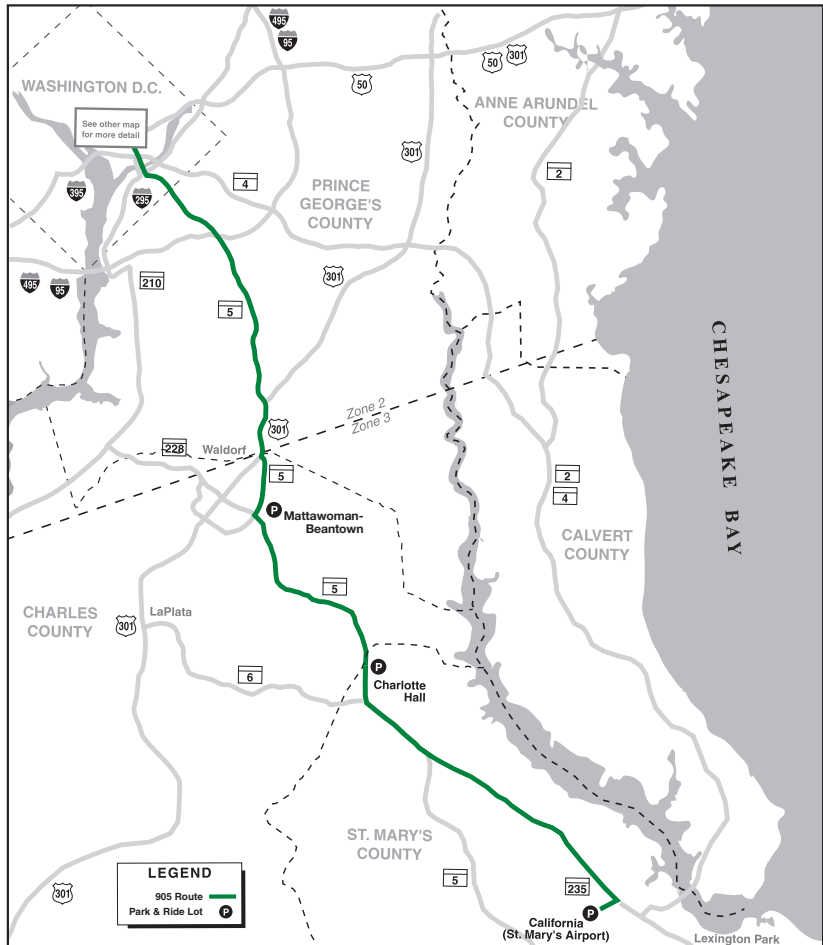 495
95
50
301
50
WASHINGTON D.C.
ANNE ARUNDEL
COUNTY
See other map
for more detail
301
2
4
395
295
PRINCE
GEORGE'S
COUNTY
301
495
95
210
5
CHESAPEAKE BAY
Zone 2
Zone 3
301
228
Waldorf
5
2
4
P
Mattawoman-
Beantown
CALVERT
COUNTY
5
CHARLES
COUNTY
301
LaPlata
P
6
Charlotte
Hall
ST. MARY'S
COUNTY
LEGEND
905 Route
Park & Ride Lot P
301
5
235
P
California
(St. Mary's Airport)
Lexington Park